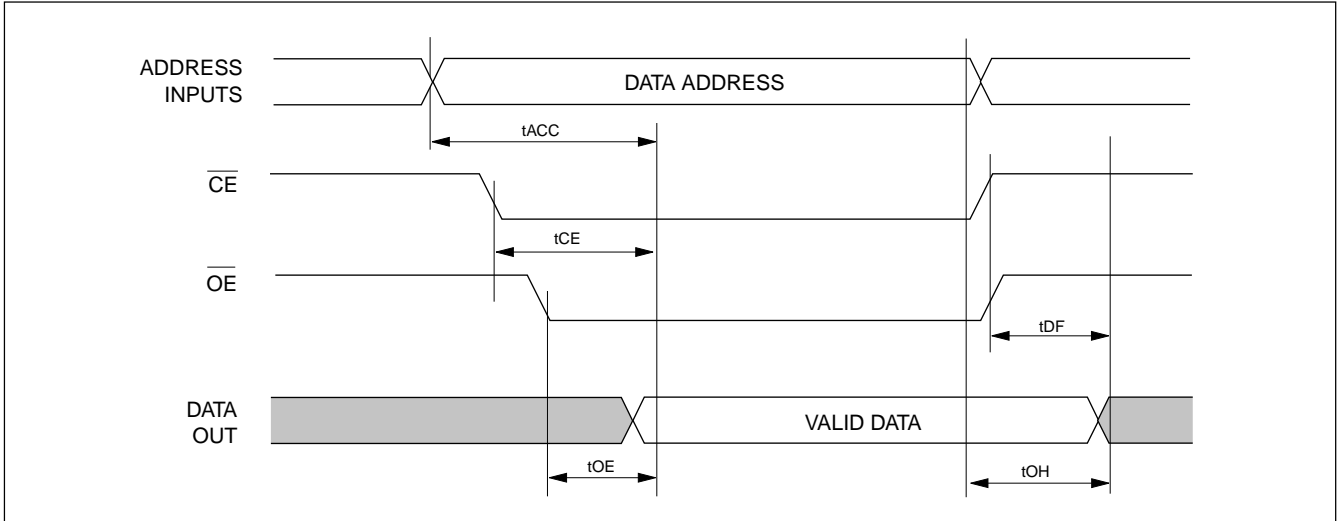 ADDRESS
INPUTS
DATA ADDRESS
tACC
CE
tCE
OE
tDF
DATA
OUT
VALID DATA
tOE
tOH